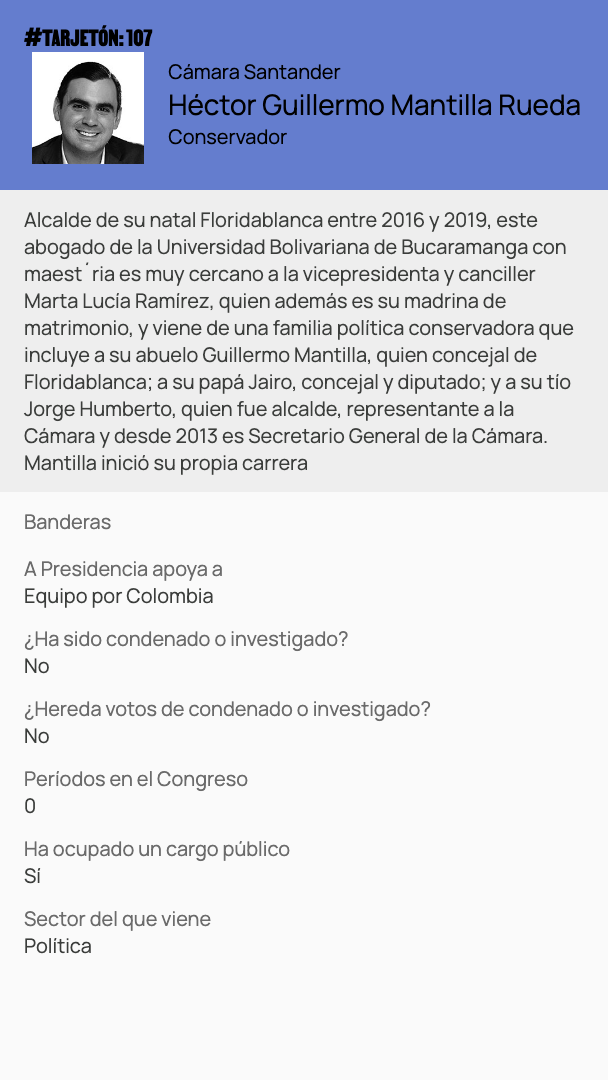 #TARJETÓN: 107
Cámara Santander
Héctor Guillermo Mantilla Rueda
Conservador
Alcalde de su natal Floridablanca entre 2016 y 2019, este
abogado de la Universidad Bolivariana de Bucaramanga con
maest´ria es muy cercano a la vicepresidenta y canciller
Marta Lucía Ramírez, quien además es su madrina de
matrimonio, y viene de una familia política conservadora que
incluye a su abuelo Guillermo Mantilla, quien concejal de
Floridablanca; a su papá Jairo, concejal y diputado; y a su tío
Jorge Humberto, quien fue alcalde, representante a la
Cámara y desde 2013 es Secretario General de la Cámara.
Mantilla inició su propia carrera
Banderas
A Presidencia apoya a
Equipo por Colombia
¿Ha sido condenado o investigado?
No
¿Hereda votos de condenado o investigado?
No
Períodos en el Congreso
0
Ha ocupado un cargo público
Sí
Sector del que viene
Política